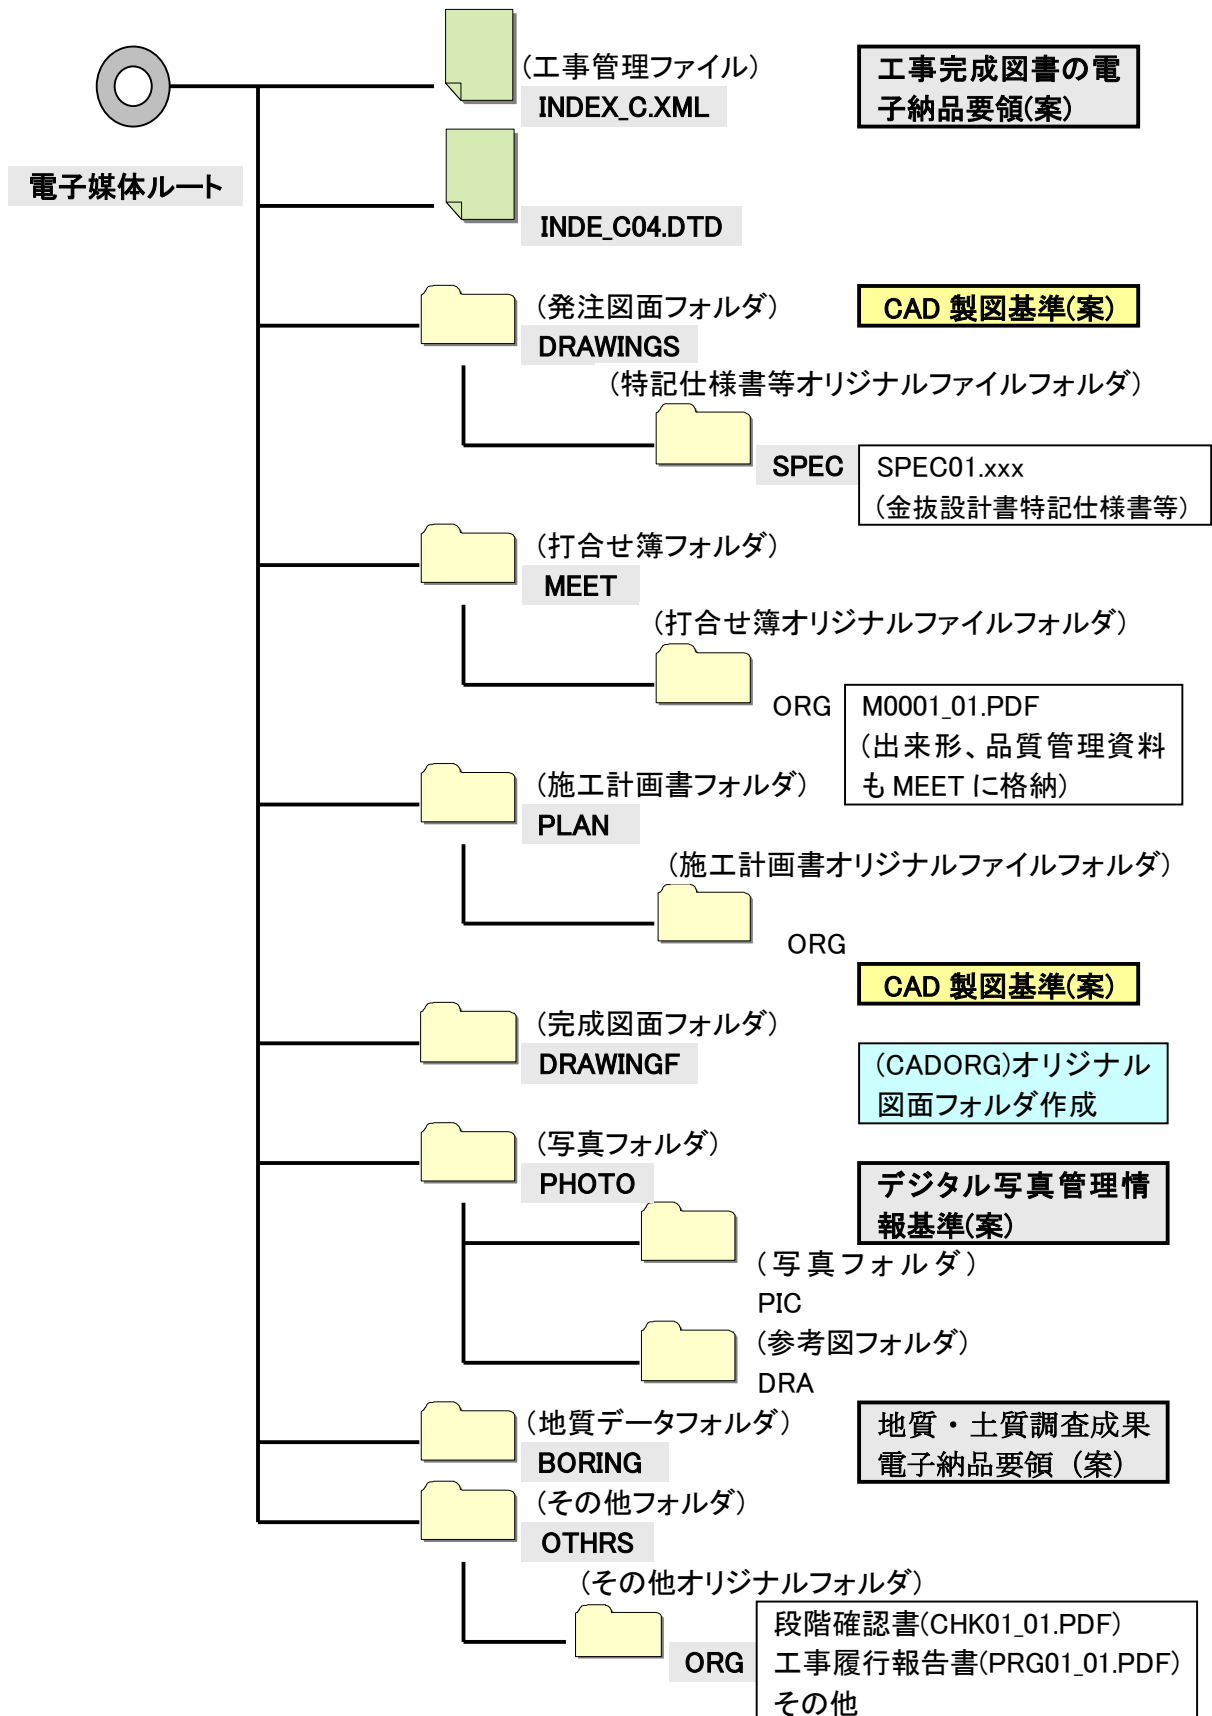 (工事管理ファイル)
INDEX_C.XML
工事完成図書の電
子納品要領(案)
電子媒体ルート
INDE_C04.DTD
(発注図面フォルダ)
DRAWINGS
CAD 製図基準(案)
(特記仕様書等オリジナルファイルフォルダ)
SPEC
SPEC01.xxx
(金抜設計書特記仕様書等)
(打合せ簿フォルダ)
MEET
(打合せ簿オリジナルファイルフォルダ)
ORG
M0001_01.PDF
(出来形、品質管理資料
も MEET に格納)
(施工計画書フォルダ)
PLAN
(施工計画書オリジナルファイルフォルダ)
ORG
CAD 製図基準(案)
(完成図面フォルダ)
DRAWINGF
(CADORG)オリジナル
図面フォルダ作成
(写真フォルダ)
PHOTO
デジタル写真管理情
報基準(案)
(写真フォルダ)
PIC
(参考図フォルダ)
DRA
(地質データフォルダ)
BORING
地質・土質調査成果
電子納品要領（案）
(その他フォルダ)
OTHRS
(その他オリジナルフォルダ)
ORG
段階確認書(CHK01_01.PDF)
工事履行報告書(PRG01_01.PDF)
その他